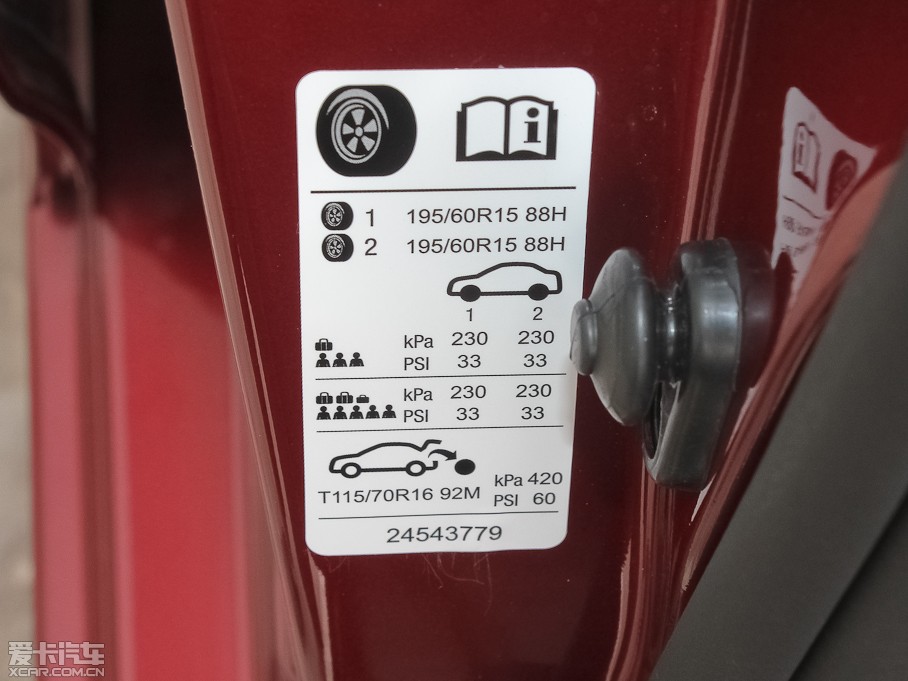 1 195/60R15 88H
2 195/60R15 88H
1 2
kPa 230 230
PSI 33 33
kPa 230 230
PSI 33 33
T115/70R16 92M kPa 420
PSI 60
24543779
爱卡汽车
XCAR.COM.CN